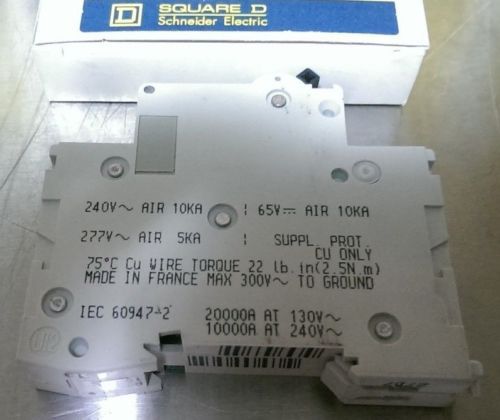 D SQUARE D
Schneider Electric
240V~ AIR 10KA ¦ 65V⎓ AIR 10KA
277V~ AIR 5KA ¦ SUPPL. PROT.
CU ONLY
75°C Cu WIRE TORQUE 22 lb.in(2.5N.m)
MADE IN FRANCE MAX 300V~ TO GROUND
IEC 60947-2 20000A AT 130V~
10000A AT 240V~